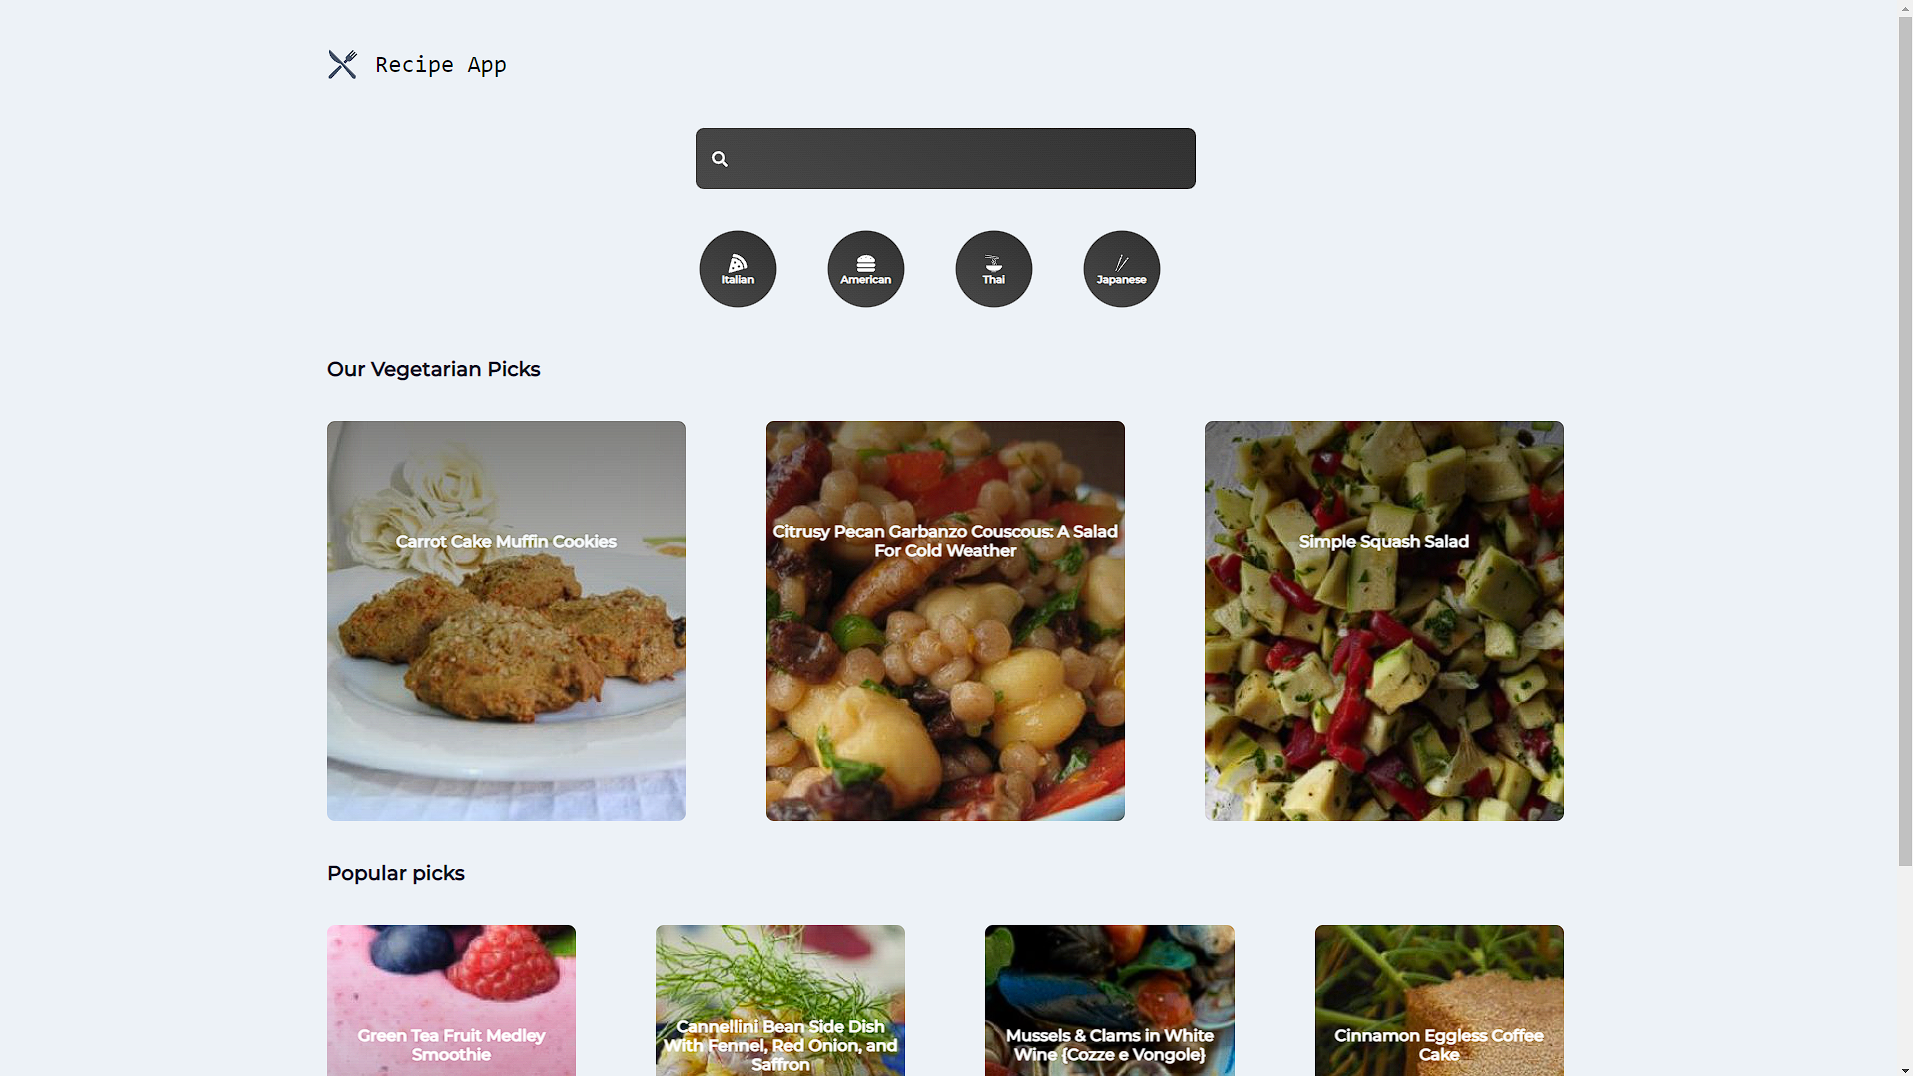 Recipe App
Italian
American
Thai
Japanese
Our Vegetarian Picks
Carrot Cake Muffin Cookies
Citrusy Pecan Garbanzo Couscous: A Salad
For Cold Weather
Simple Squash Salad
Popular picks
Green Tea Fruit Medley
Smoothie
Cannellini Bean Side Dish
With Fennel, Red Onion, and
Saffron
Mussels & Clams in White
Wine {Cozze e Vongole}
Cinnamon Eggless Coffee
Cake